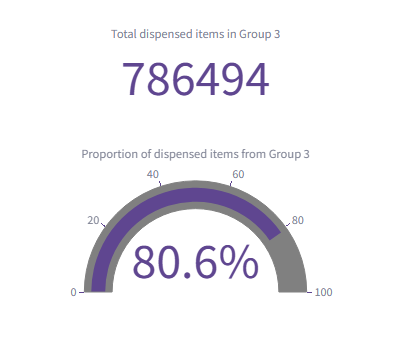 Total dispensed items in Group 3
786494
Proportion of dispensed items from Group 3
40 60
20 80
80.6%
0 100